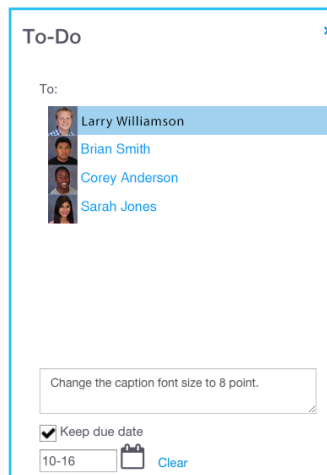 To-Do
To:
Larry Williamson
Brian Smith
Corey Anderson
Sarah Jones
Change the caption font size to 8 point.
Keep due date
10-16
Clear